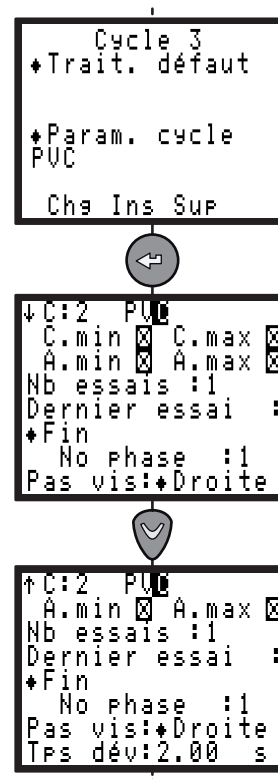 Cycle 3
♦Trait. défaut
♦Param. cycle
PVC
Chg Ins Sup
↓C:2 PVC
C.min ☒ C.max ☒
A.min ☒ A.max ☒
Nb essais :1
Dernier essai :
♦Fin
No phase :1
Pas vis:♦Droite
↑C:2 PVC
A.min ☒ A.max ☒
Nb essais :1
Dernier essai :
♦Fin
No phase :1
Pas vis:♦Droite
Tps dév:2.00 s